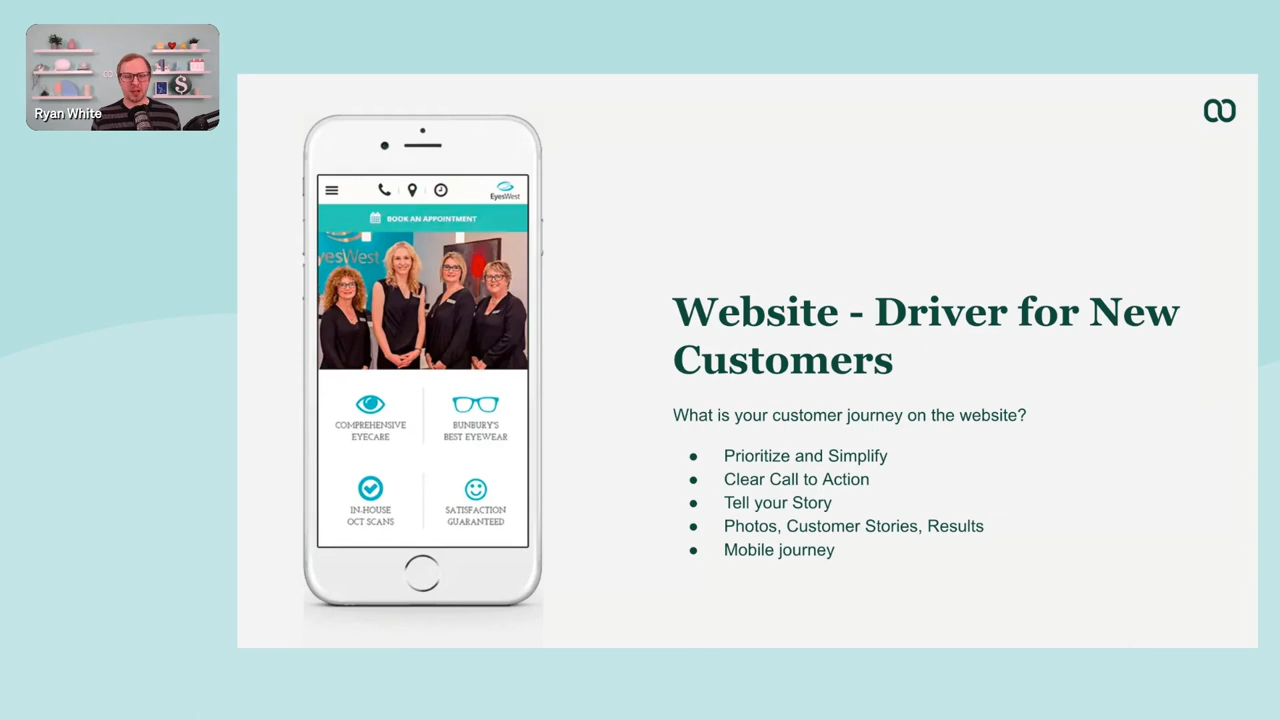 Ryan White
EyesWest
BOOK AN APPOINTMENT
yesWest
COMPREHENSIVE
EYECARE
BUNBURY'S
BEST EYEWEAR
IN-HOUSE
OCT SCANS
SATISFACTION
GUARANTEED
Website - Driver for New
Customers
What is your customer journey on the website?
● Prioritize and Simplify
● Clear Call to Action
● Tell your Story
● Photos, Customer Stories, Results
● Mobile journey